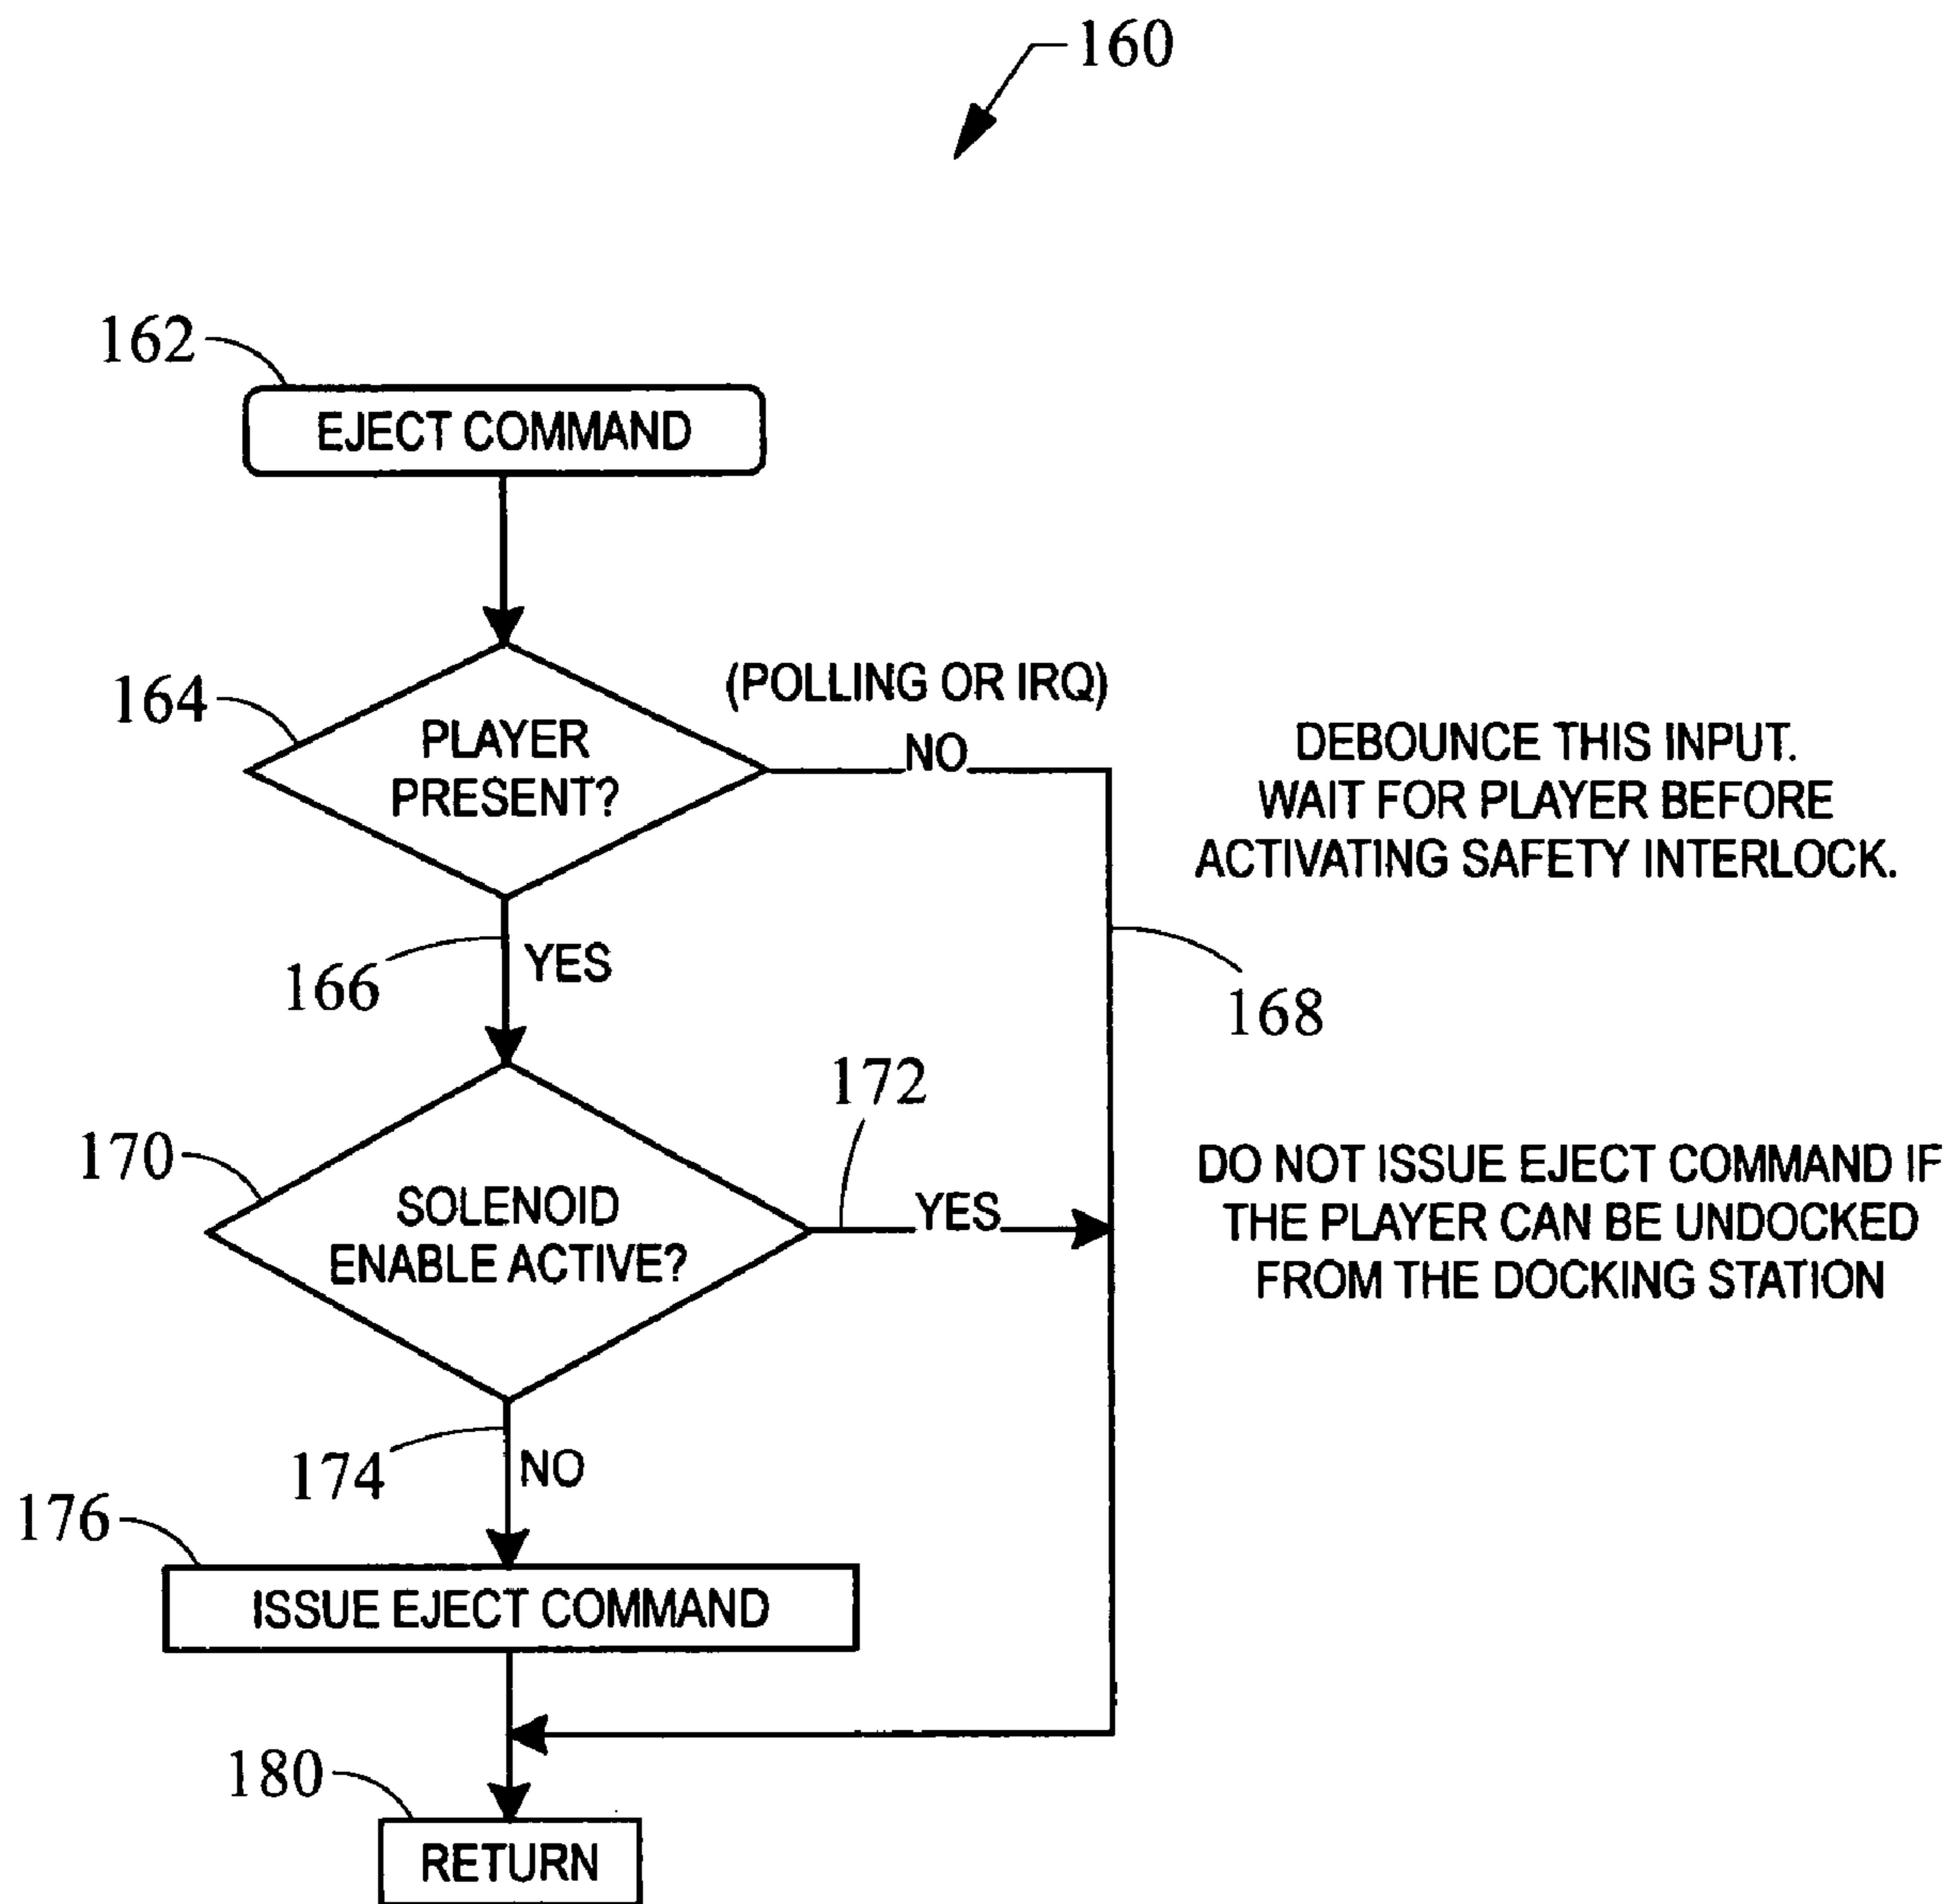 160
162
EJECT COMMAND
164
PLAYER
PRESENT?
(POLLING OR IRQ)
NO
DEBOUNCE THIS INPUT.
WAIT FOR PLAYER BEFORE
ACTIVATING SAFETY INTERLOCK.
166
YES
168
170
SOLENOID
ENABLE ACTIVE?
172
YES
DO NOT ISSUE EJECT COMMAND IF
THE PLAYER CAN BE UNDOCKED
FROM THE DOCKING STATION
174
NO
176
ISSUE EJECT COMMAND
180
RETURN